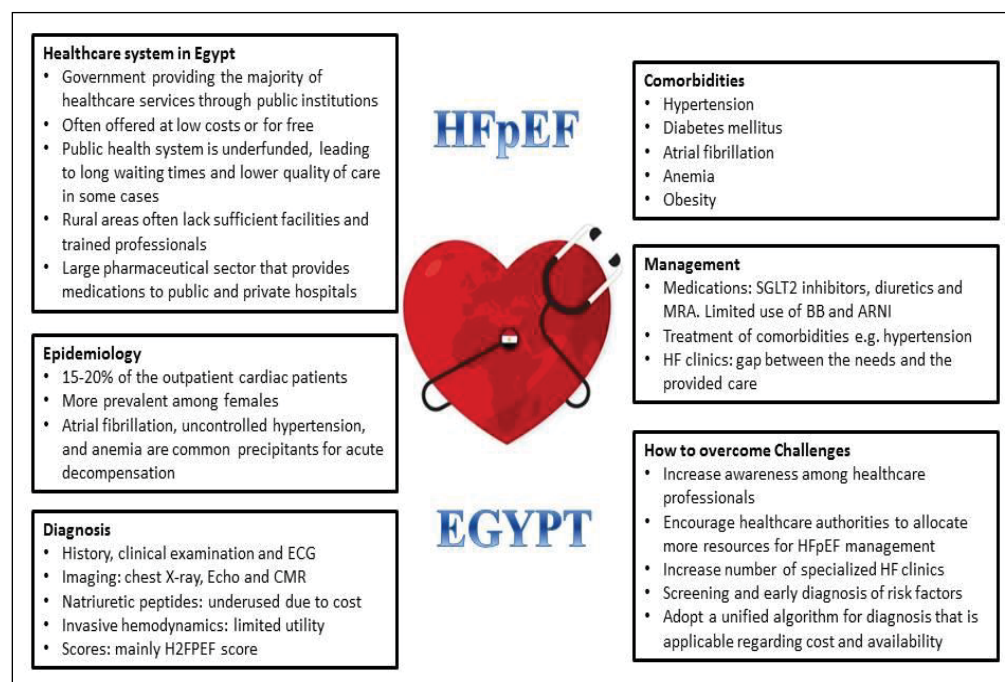 Healthcare system in Egypt
• Government providing the majority of
healthcare services through public institutions
• Often offered at low costs or for free
• Public health system is underfunded, leading
to long waiting times and lower quality of care
in some cases
• Rural areas often lack sufficient facilities and
trained professionals
• Large pharmaceutical sector that provides
medications to public and private hospitals
Epidemiology
• 15-20% of the outpatient cardiac patients
• More prevalent among females
• Atrial fibrillation, uncontrolled hypertension,
and anemia are common precipitants for acute
decompensation
Diagnosis
• History, clinical examination and ECG
• Imaging: chest X-ray, Echo and CMR
• Natriuretic peptides: underused due to cost
• Invasive hemodynamics: limited utility
• Scores: mainly H2FPEF score
HFpEF
EGYPT
Comorbidities
• Hypertension
• Diabetes mellitus
• Atrial fibrillation
• Anemia
• Obesity
Management
• Medications: SGLT2 inhibitors, diuretics and
MRA. Limited use of BB and ARNI
• Treatment of comorbidities e.g. hypertension
• HF clinics: gap between the needs and the
provided care
How to overcome Challenges
• Increase awareness among healthcare
professionals
• Encourage healthcare authorities to allocate
more resources for HFpEF management
• Increase number of specialized HF clinics
• Screening and early diagnosis of risk factors
• Adopt a unified algorithm for diagnosis that is
applicable regarding cost and availability